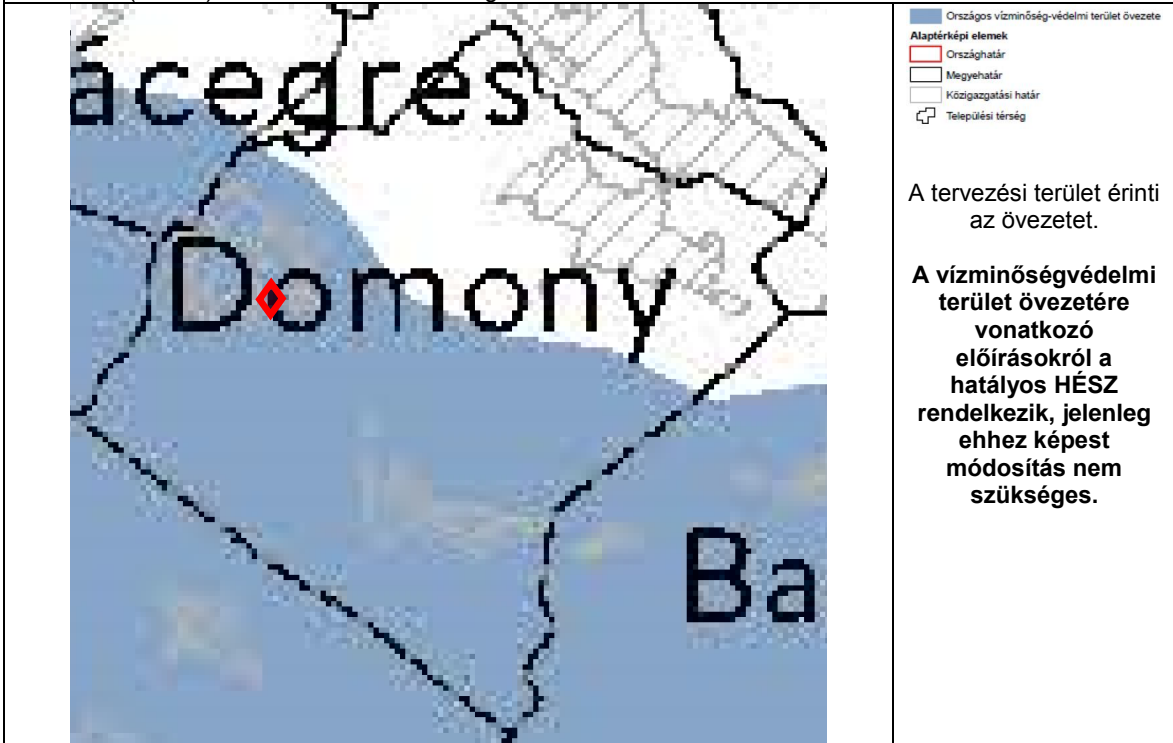 ácegres
Domony
Ba
Országos vízminőség-védelmi terület övezete
Alaptérképi elemek
Országhatár
Megyehatár
Közigazgatási határ
Települési térség
A tervezési terület érinti
az övezetet.
A vízminőségvédelmi
terület övezetére
vonatkozó
előírásokról a
hatályos HÉSZ
rendelkezik, jelenleg
ehhez képest
módosítás nem
szükséges.